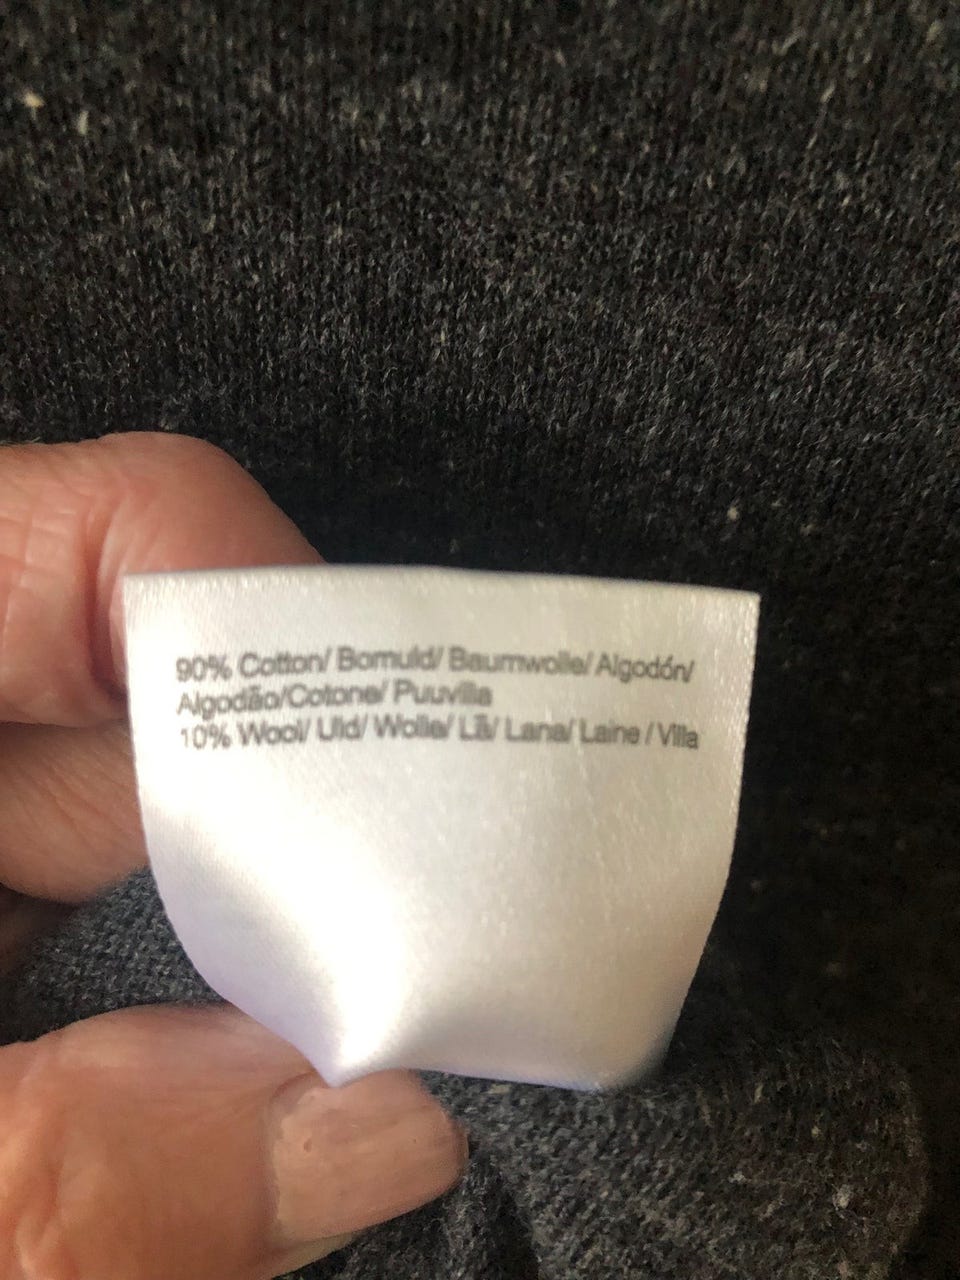 90% Cotton/ Bomuld/ Baumwolle/ Algodón/
Algodão/Cotone/ Puuvilla
10% Wool/ Uld/ Wolle/ Lã/ Lana/ Laine / Villa